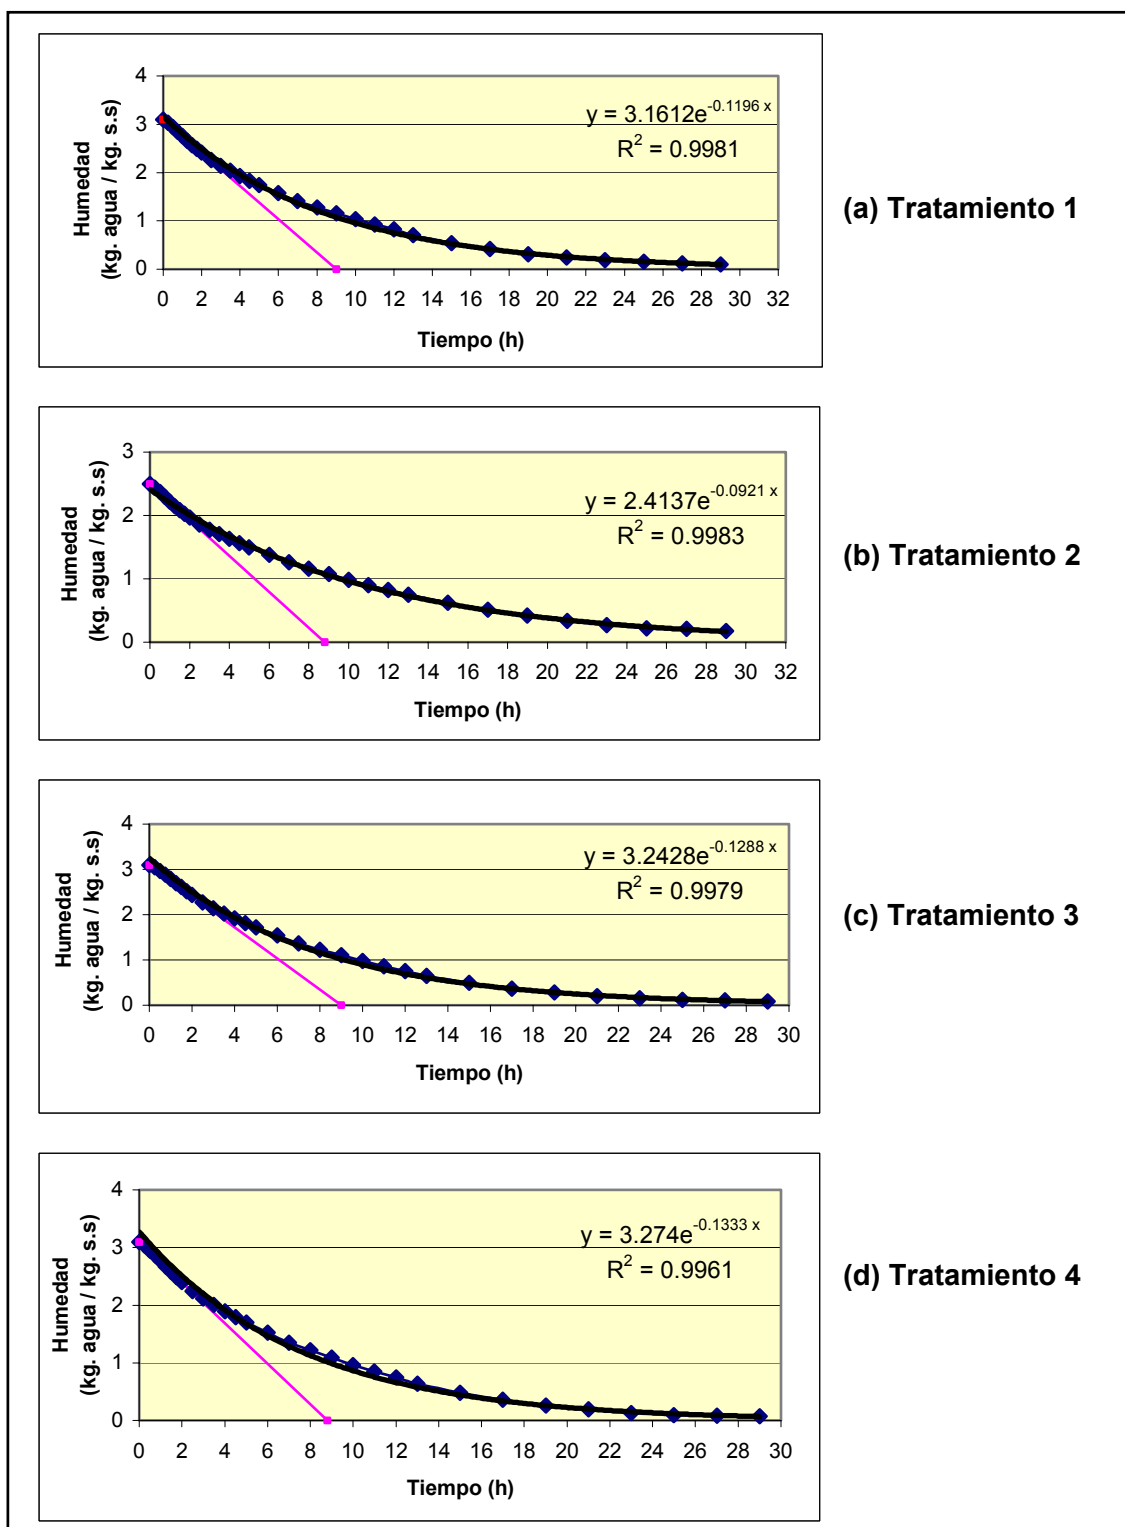 4
3
2
1
0
0 2 4 6 8 10 12 14 16 18 20 22 24 26 28 30 32
Tiempo (h)
Humedad
(kg. agua / kg. s.s)
y = 3.1612e^-0.1196 x
R² = 0.9981
(a) Tratamiento 1
3
2
1
0
0 2 4 6 8 10 12 14 16 18 20 22 24 26 28 30 32
Tiempo (h)
Humedad
(kg. agua / kg. s.s)
y = 2.4137e^-0.0921 x
R² = 0.9983
(b) Tratamiento 2
4
3
2
1
0
0 2 4 6 8 10 12 14 16 18 20 22 24 26 28 30
Tiempo (h)
Humedad
(kg. agua / kg. s.s)
y = 3.2428e^-0.1288 x
R² = 0.9979
(c) Tratamiento 3
4
3
2
1
0
0 2 4 6 8 10 12 14 16 18 20 22 24 26 28 30
Tiempo (h)
Humedad
(kg. agua / kg. s.s)
y = 3.274e^-0.1333 x
R² = 0.9961
(d) Tratamiento 4